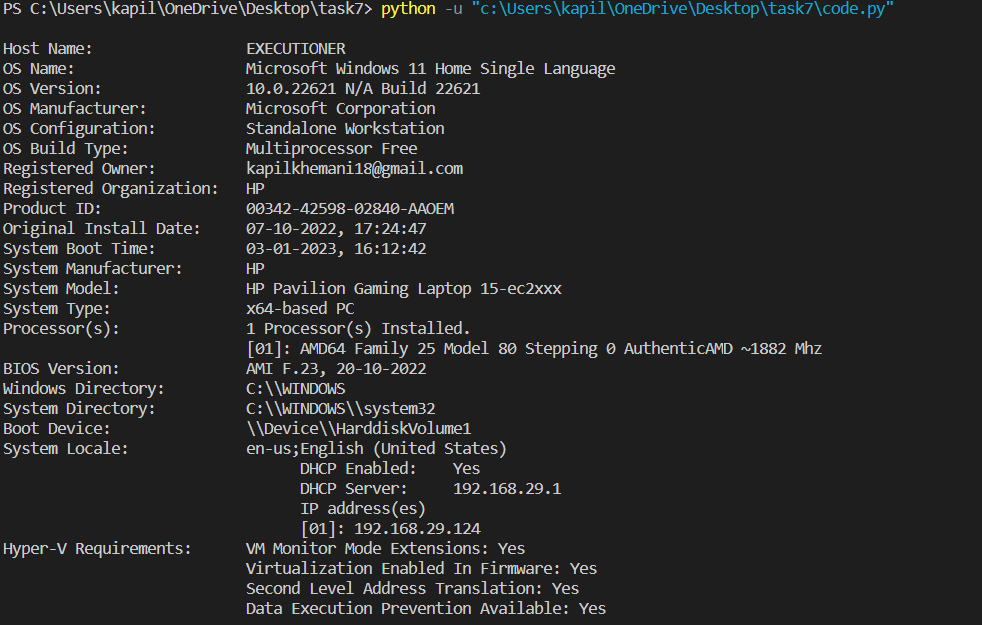 PS C:\Users\kapil\OneDrive\Desktop\task7> python -u "c:\Users\kapil\OneDrive\Desktop\task7\code.py"
Host Name: EXECUTIONER
OS Name: Microsoft Windows 11 Home Single Language
OS Version: 10.0.22621 N/A Build 22621
OS Manufacturer: Microsoft Corporation
OS Configuration: Standalone Workstation
OS Build Type: Multiprocessor Free
Registered Owner: kapilkhemani18@gmail.com
Registered Organization: HP
Product ID: 00342-42598-02840-AAOEM
Original Install Date: 07-10-2022, 17:24:47
System Boot Time: 03-01-2023, 16:12:42
System Manufacturer: HP
System Model: HP Pavilion Gaming Laptop 15-ec2xxx
System Type: x64-based PC
Processor(s): 1 Processor(s) Installed.
[01]: AMD64 Family 25 Model 80 Stepping 0 AuthenticAMD ~1882 Mhz
BIOS Version: AMI F.23, 20-10-2022
Windows Directory: C:\\WINDOWS
System Directory: C:\\WINDOWS\\system32
Boot Device: \\Device\\HarddiskVolume1
System Locale: en-us;English (United States)
DHCP Enabled: Yes
DHCP Server: 192.168.29.1
IP address(es)
[01]: 192.168.29.124
Hyper-V Requirements: VM Monitor Mode Extensions: Yes
Virtualization Enabled In Firmware: Yes
Second Level Address Translation: Yes
Data Execution Prevention Available: Yes